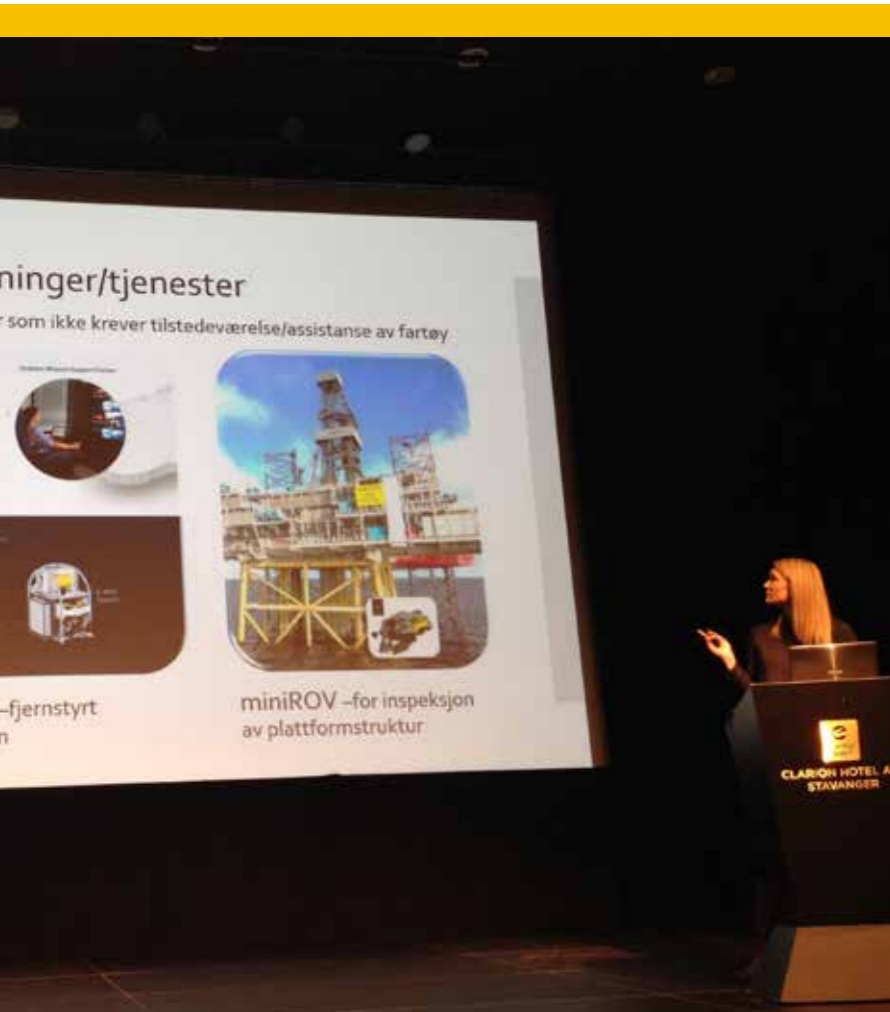 ninger/tjenester
som ikke krever tilstedeværelse/assistanse av fartøy
–fjernstyrt
n
miniROV –for inspeksjon
av plattformstruktur
CLARION HOTEL
STAVANGER